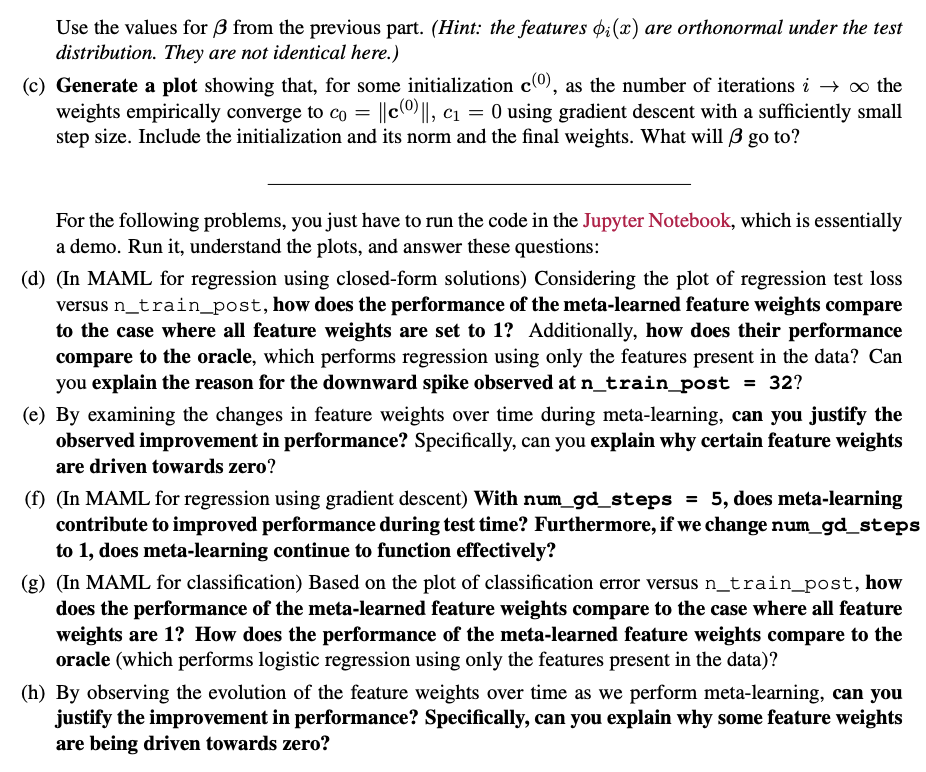 Use the values for β from the previous part. (Hint: the features ϕᵢ(x) are orthonormal under the test
distribution. They are not identical here.)
(c) Generate a plot showing that, for some initialization c⁽⁰⁾, as the number of iterations i → ∞ the
weights empirically converge to c₀ = ‖c⁽⁰⁾‖, c₁ = 0 using gradient descent with a sufficiently small
step size. Include the initialization and its norm and the final weights. What will β go to?
For the following problems, you just have to run the code in the Jupyter Notebook, which is essentially
a demo. Run it, understand the plots, and answer these questions:
(d) (In MAML for regression using closed-form solutions) Considering the plot of regression test loss
versus n_train_post, how does the performance of the meta-learned feature weights compare
to the case where all feature weights are set to 1? Additionally, how does their performance
compare to the oracle, which performs regression using only the features present in the data? Can
you explain the reason for the downward spike observed at n_train_post = 32?
(e) By examining the changes in feature weights over time during meta-learning, can you justify the
observed improvement in performance? Specifically, can you explain why certain feature weights
are driven towards zero?
(f) (In MAML for regression using gradient descent) With num_gd_steps = 5, does meta-learning
contribute to improved performance during test time? Furthermore, if we change num_gd_steps
to 1, does meta-learning continue to function effectively?
(g) (In MAML for classification) Based on the plot of classification error versus n_train_post, how
does the performance of the meta-learned feature weights compare to the case where all feature
weights are 1? How does the performance of the meta-learned feature weights compare to the
oracle (which performs logistic regression using only the features present in the data)?
(h) By observing the evolution of the feature weights over time as we perform meta-learning, can you
justify the improvement in performance? Specifically, can you explain why some feature weights
are being driven towards zero?